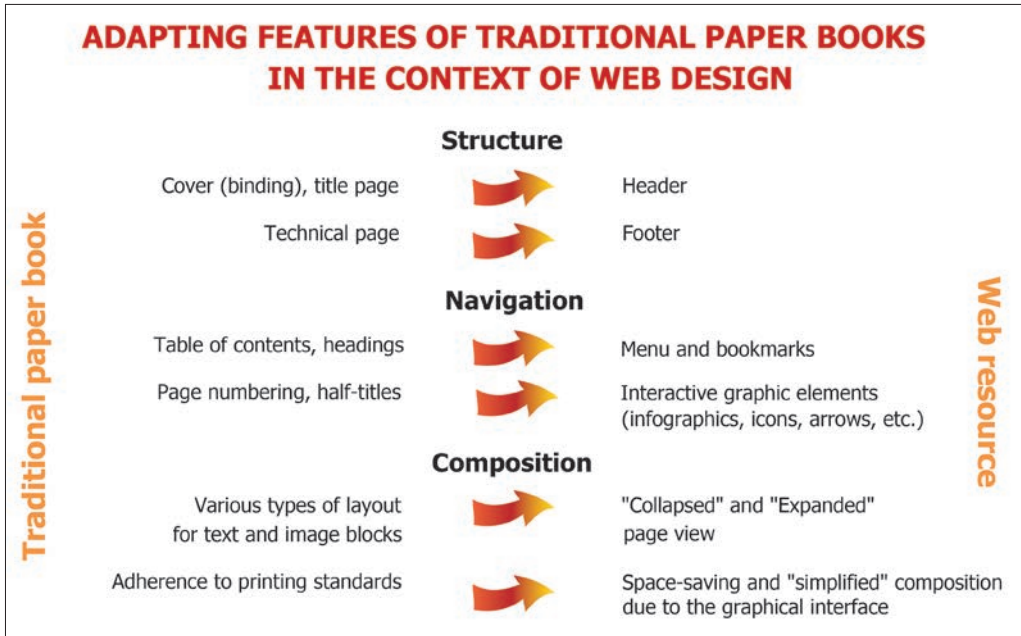 ADAPTING FEATURES OF TRADITIONAL PAPER BOOKS
IN THE CONTEXT OF WEB DESIGN
Traditional paper book
Web resource
Structure
Cover (binding), title page
Header
Technical page
Footer
Navigation
Table of contents, headings
Menu and bookmarks
Page numbering, half-titles
Interactive graphic elements
(infographics, icons, arrows, etc.)
Composition
Various types of layout
for text and image blocks
"Collapsed" and "Expanded"
page view
Adherence to printing standards
Space-saving and "simplified" composition
due to the graphical interface